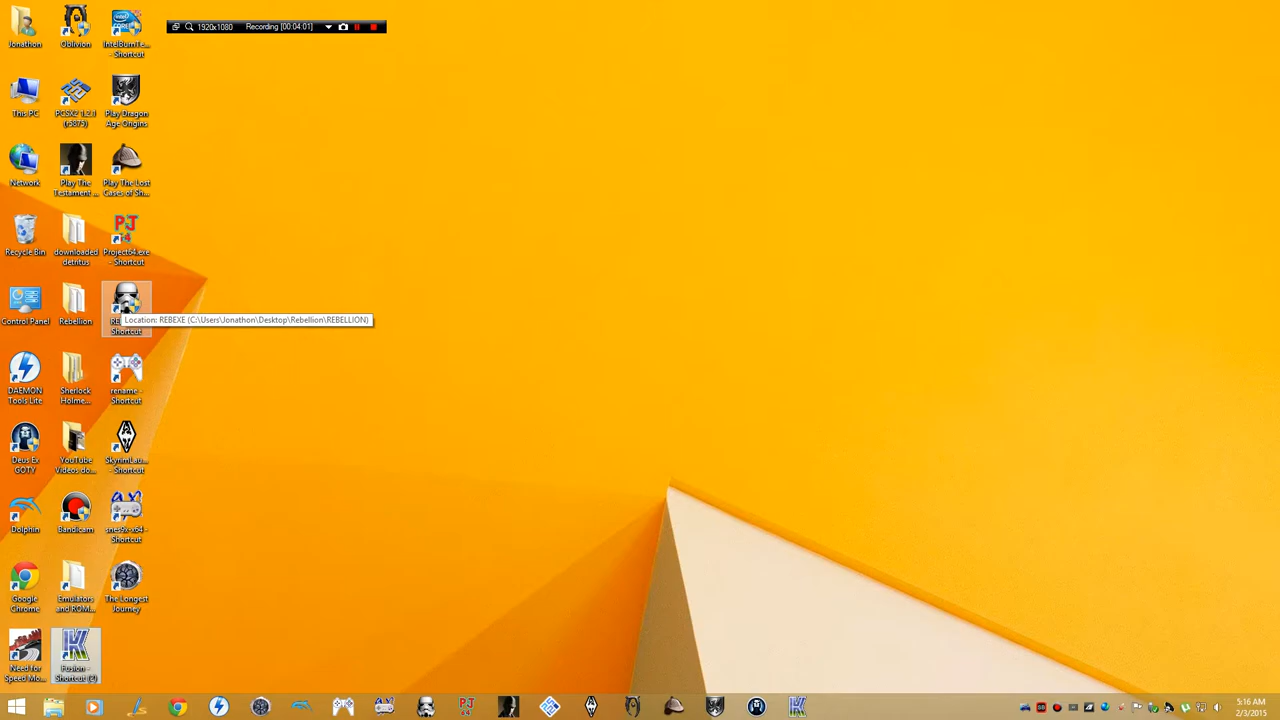 1920x1080 Recording [00:04:01]
Jonathon
Oblivion
IntelBurnTe...
- Shortcut
This PC
PCSX2 1.2.1
(r5875)
Play Dragon
Age Origins
Network
Play The
Testament ...
Play The Lost
Cases of Sh...
Recycle Bin
downloaded
detritus
Project64.exe
- Shortcut
Control Panel
Rebellion
Shortcut
Location: REBEXE (C:\Users\Jonathon\Desktop\Rebellion\REBELLION)
DAEMON
Tools Lite
Sherlock
Holme...
rename -
Shortcut
Deus Ex
GOTY
YouTube
Videos do...
SkyrimLau...
- Shortcut
Dolphin
Bandicam
snes9x-x64 -
Shortcut
Google
Chrome
Emulators
and ROM...
The Longest
Journey
Need for
Speed Mo...
Fusion -
Shortcut (2)
5:16 AM
2/3/2015